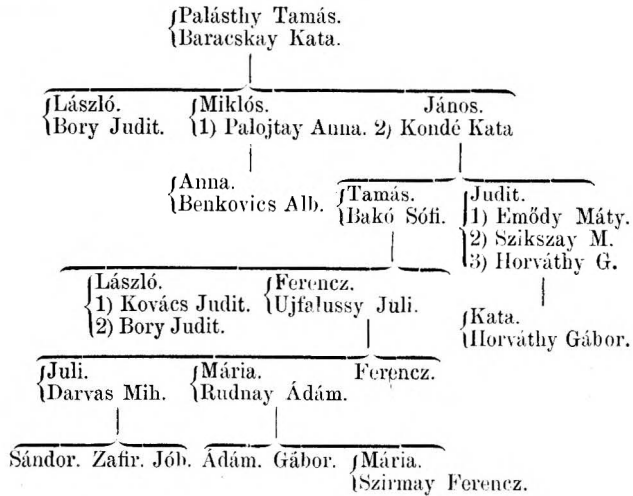 Palásthy Tamás.
Baracskay Kata.
László. Miklós. János.
Bory Judit. 1) Palojtay Anna. 2) Kondé Kata
Anna. Tamás. Judit.
Benkovics Alb. Bakó Sófi. 1) Emődy Máty.
2) Szikszay M.
3) Horváthy G.
László. Ferencz.
1) Kovács Judit. Ujfalussy Juli. Kata.
2) Bory Judit. Horváthy Gábor.
Juli. Mária. Ferencz.
Darvas Mih. Rudnay Ádám.
Sándor. Zafir. Jób. Ádám. Gábor. Mária.
Szirmay Ferencz.